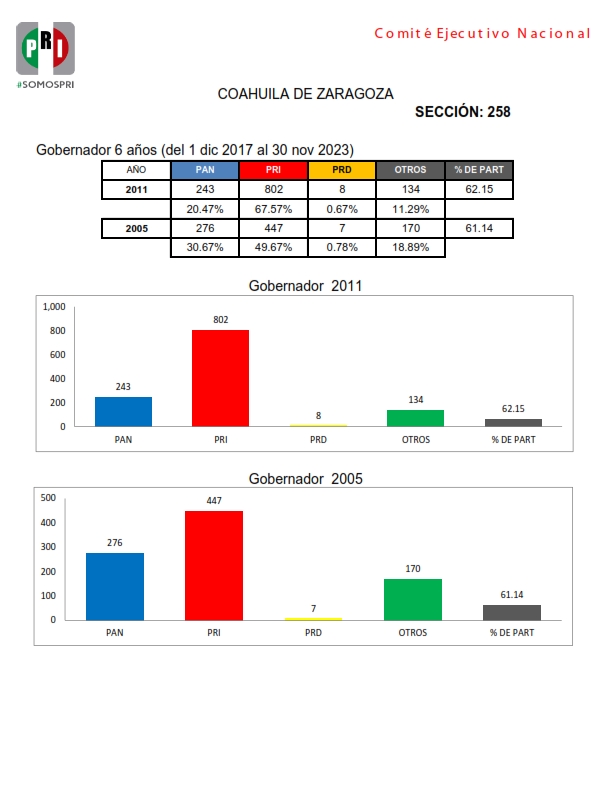 PRI
#SOMOSPRI
Comité Ejecutivo Nacional
COAHUILA DE ZARAGOZA
SECCIÓN: 258
Gobernador 6 años (del 1 dic 2017 al 30 nov 2023)
AÑO PAN PRI PRD OTROS % DE PART
2011 243 802 8 134 62.15
20.47% 67.57% 0.67% 11.29%
2005 276 447 7 170 61.14
30.67% 49.67% 0.78% 18.89%
Gobernador 2011
1,000
800
600
400
200
0
243 802 8 134 62.15
PAN PRI PRD OTROS % DE PART
Gobernador 2005
500
400
300
200
100
0
276 447 7 170 61.14
PAN PRI PRD OTROS % DE PART